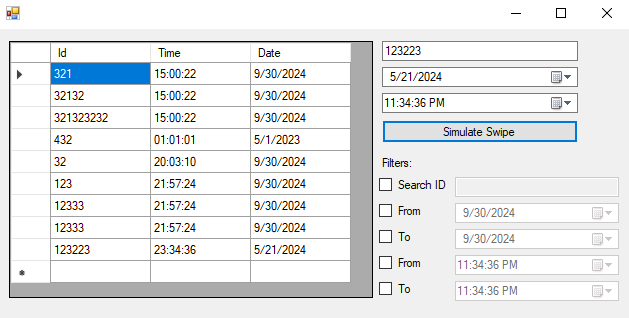 Id Time Date
321 15:00:22 9/30/2024
32132 15:00:22 9/30/2024
321323232 15:00:22 9/30/2024
432 01:01:01 5/1/2023
32 20:03:10 9/30/2024
123 21:57:24 9/30/2024
12333 21:57:24 9/30/2024
12333 21:57:24 9/30/2024
123223 23:34:36 5/21/2024
123223
5/21/2024
11:34:36 PM
Simulate Swipe
Filters:
Search ID
From 9/30/2024
To 9/30/2024
From 11:34:36 PM
To 11:34:36 PM